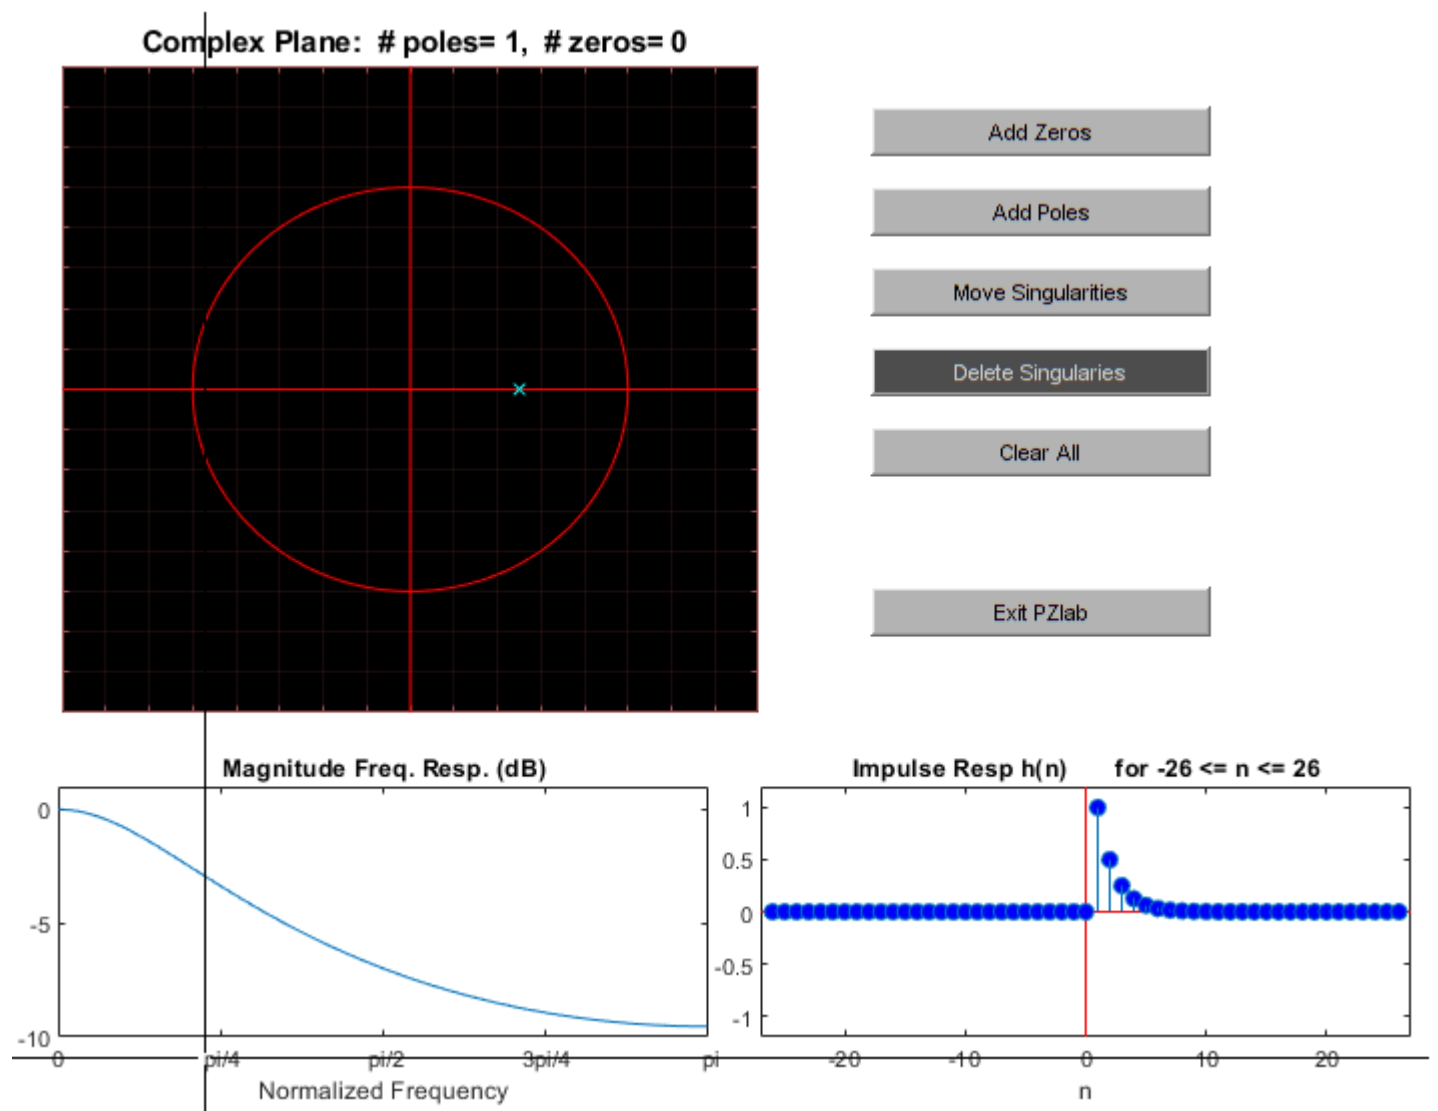 Complex Plane:  # poles= 1,  # zeros= 0
Add Zeros
Add Poles
Move Singularities
Delete Singularies
Clear All
Exit PZlab
Magnitude Freq. Resp. (dB)
0
-5
-10
0 pi/4 pi/2 3pi/4 pi
Normalized Frequency
Impulse Resp h(n) for -26 <= n <= 26
1
0.5
0
-0.5
-1
-20 -10 0 10 20
n